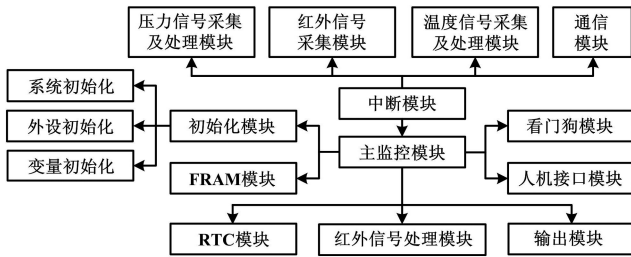 压力信号采集
及处理模块
红外信号
采集模块
温度信号采集
及处理模块
通信
模块
系统初始化
外设初始化
变量初始化
初始化模块
FRAM模块
中断模块
主监控模块
看门狗模块
人机接口模块
RTC模块
红外信号处理模块
输出模块